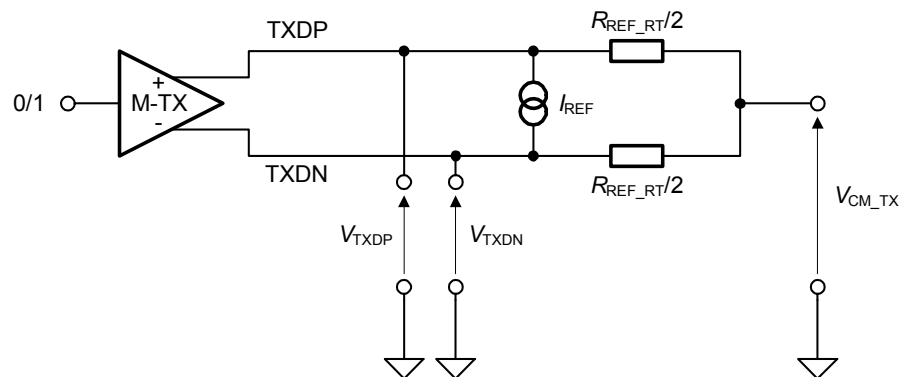 TXDP
R_REF_RT/2
+
0/1
M-TX
I_REF
-
TXDN
R_REF_RT/2
V_TXDP
V_TXDN
V_CM_TX